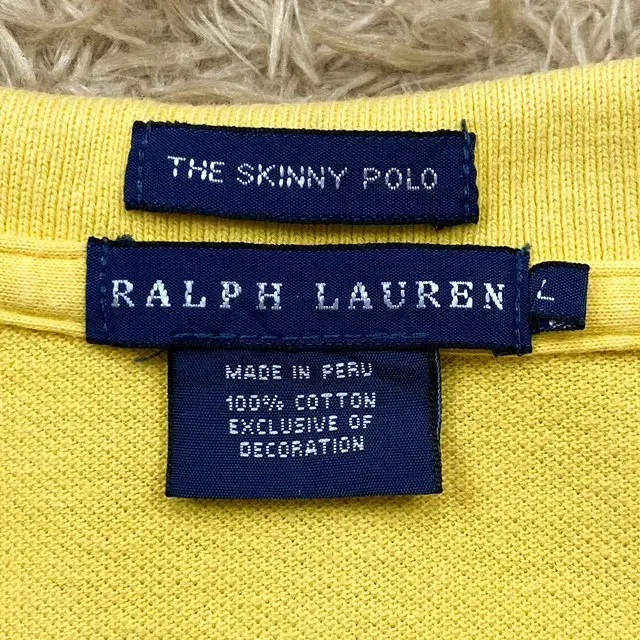 THE SKINNY POLO
RALPH LAUREN
L
MADE IN PERU
100% COTTON
EXCLUSIVE OF
DECORATION